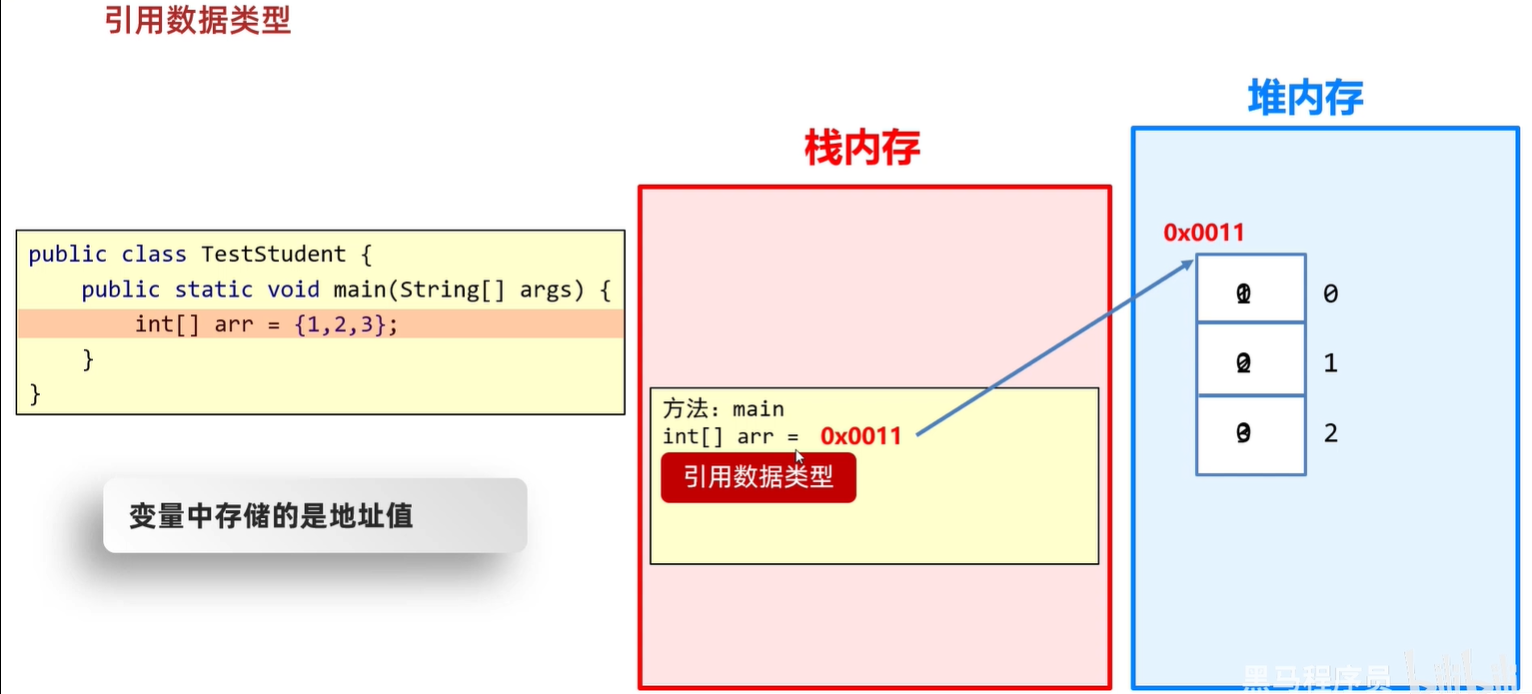 引用数据类型
堆内存
栈内存
0x0011
public class TestStudent {
public static void main(String[] args) {
int[] arr = {1,2,3};
}
}
0
1
2
方法：main
int[] arr = 0x0011
引用数据类型
变量中存储的是地址值
黑马程序员